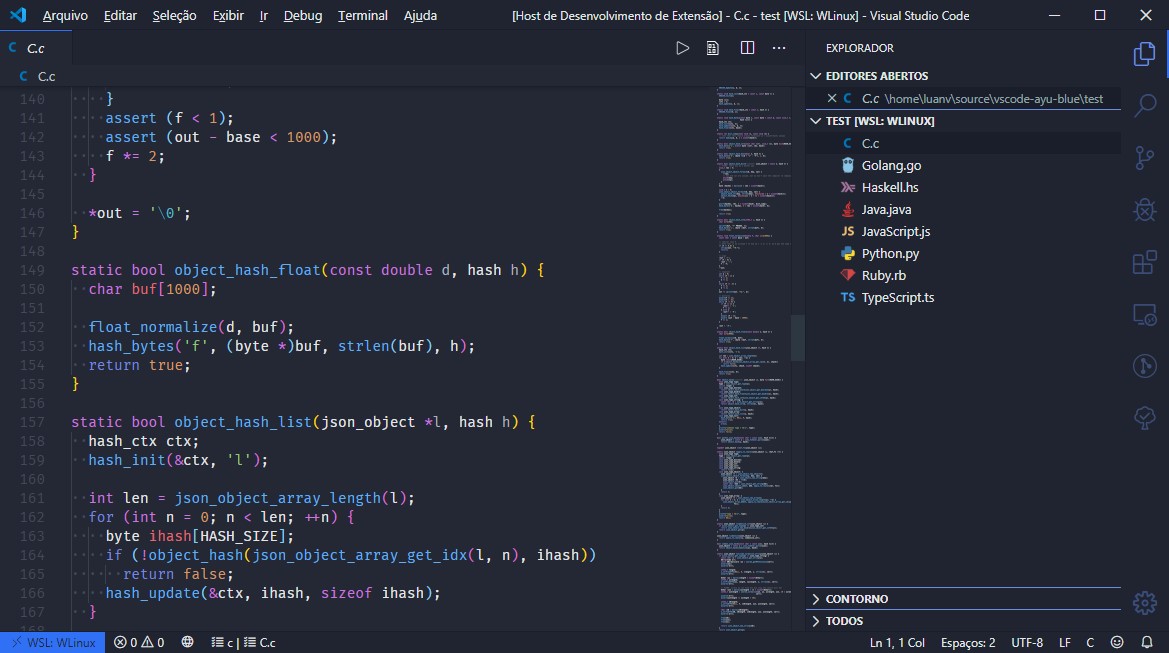 Arquivo Editar Seleção Exibir Ir Debug Terminal Ajuda [Host de Desenvolvimento de Extensão] - C.c - test [WSL: WLinux] - Visual Studio Code
C C.c
C C.c
140 ····}
141 ····assert (f < 1);
142 ····assert (out - base < 1000);
143 ····f *= 2;
144 ··}
145
146 ··*out = '\0';
147 }
148
149 static bool object_hash_float(const double d, hash h) {
150 ··char buf[1000];
151
152 ··float_normalize(d, buf);
153 ··hash_bytes('f', (byte *)buf, strlen(buf), h);
154 ··return true;
155 }
156
157 static bool object_hash_list(json_object *l, hash h) {
158 ··hash_ctx ctx;
159 ··hash_init(&ctx, 'l');
160
161 ··int len = json_object_array_length(l);
162 ··for (int n = 0; n < len; ++n) {
163 ····byte ihash[HASH_SIZE];
164 ····if (!object_hash(json_object_array_get_idx(l, n), ihash))
165 ······return false;
166 ····hash_update(&ctx, ihash, sizeof ihash);
167 ··}
168
EXPLORADOR
EDITORES ABERTOS
C C.c \home\luanv\source\vscode-ayu-blue\test
TEST [WSL: WLINUX]
C C.c
Golang.go
Haskell.hs
Java.java
JS JavaScript.js
Python.py
Ruby.rb
TS TypeScript.ts
CONTORNO
TODOS
WSL: WLinux 0 0 c | C.c Ln 1, 1 Col Espaços: 2 UTF-8 LF C